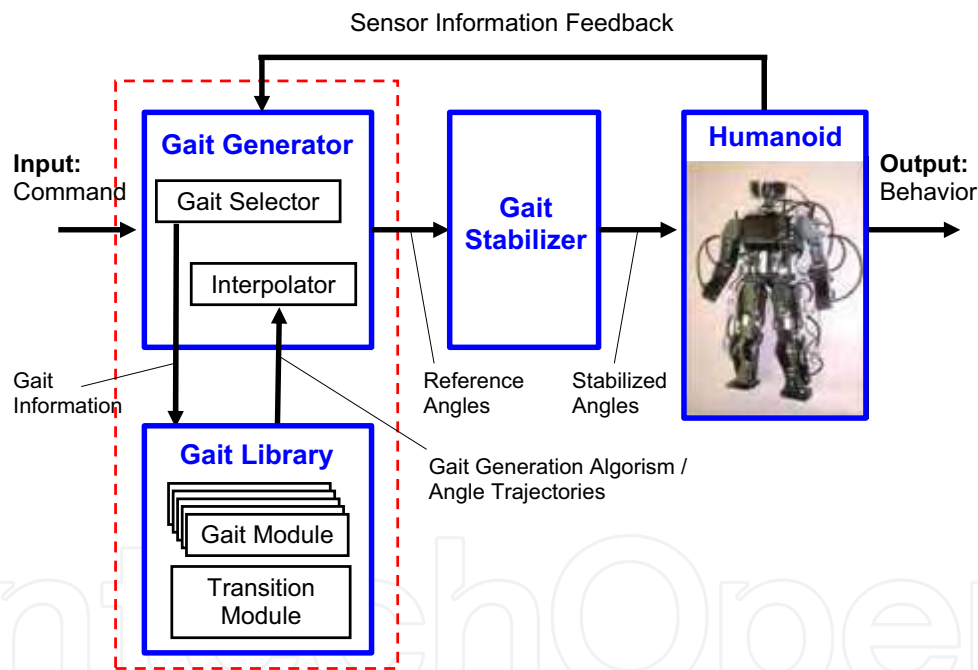 Sensor Information Feedback
Input:
Command
Gait Generator
Gait Selector
Interpolator
Gait
Stabilizer
Humanoid
Output:
Behavior
Gait
Information
Reference
Angles
Stabilized
Angles
Gait Library
Gait Module
Transition
Module
Gait Generation Algorism /
Angle Trajectories
ntechOpen